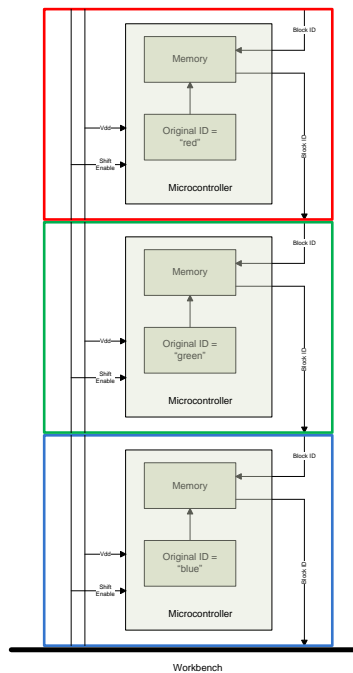 Block ID
Memory
Block ID
Vdd
Original ID =
"red"
Shift
Enable
Microcontroller
Block ID
Memory
Block ID
Vdd
Original ID =
"green"
Shift
Enable
Microcontroller
Block ID
Memory
Block ID
Vdd
Original ID =
"blue"
Shift
Enable
Microcontroller
Workbench